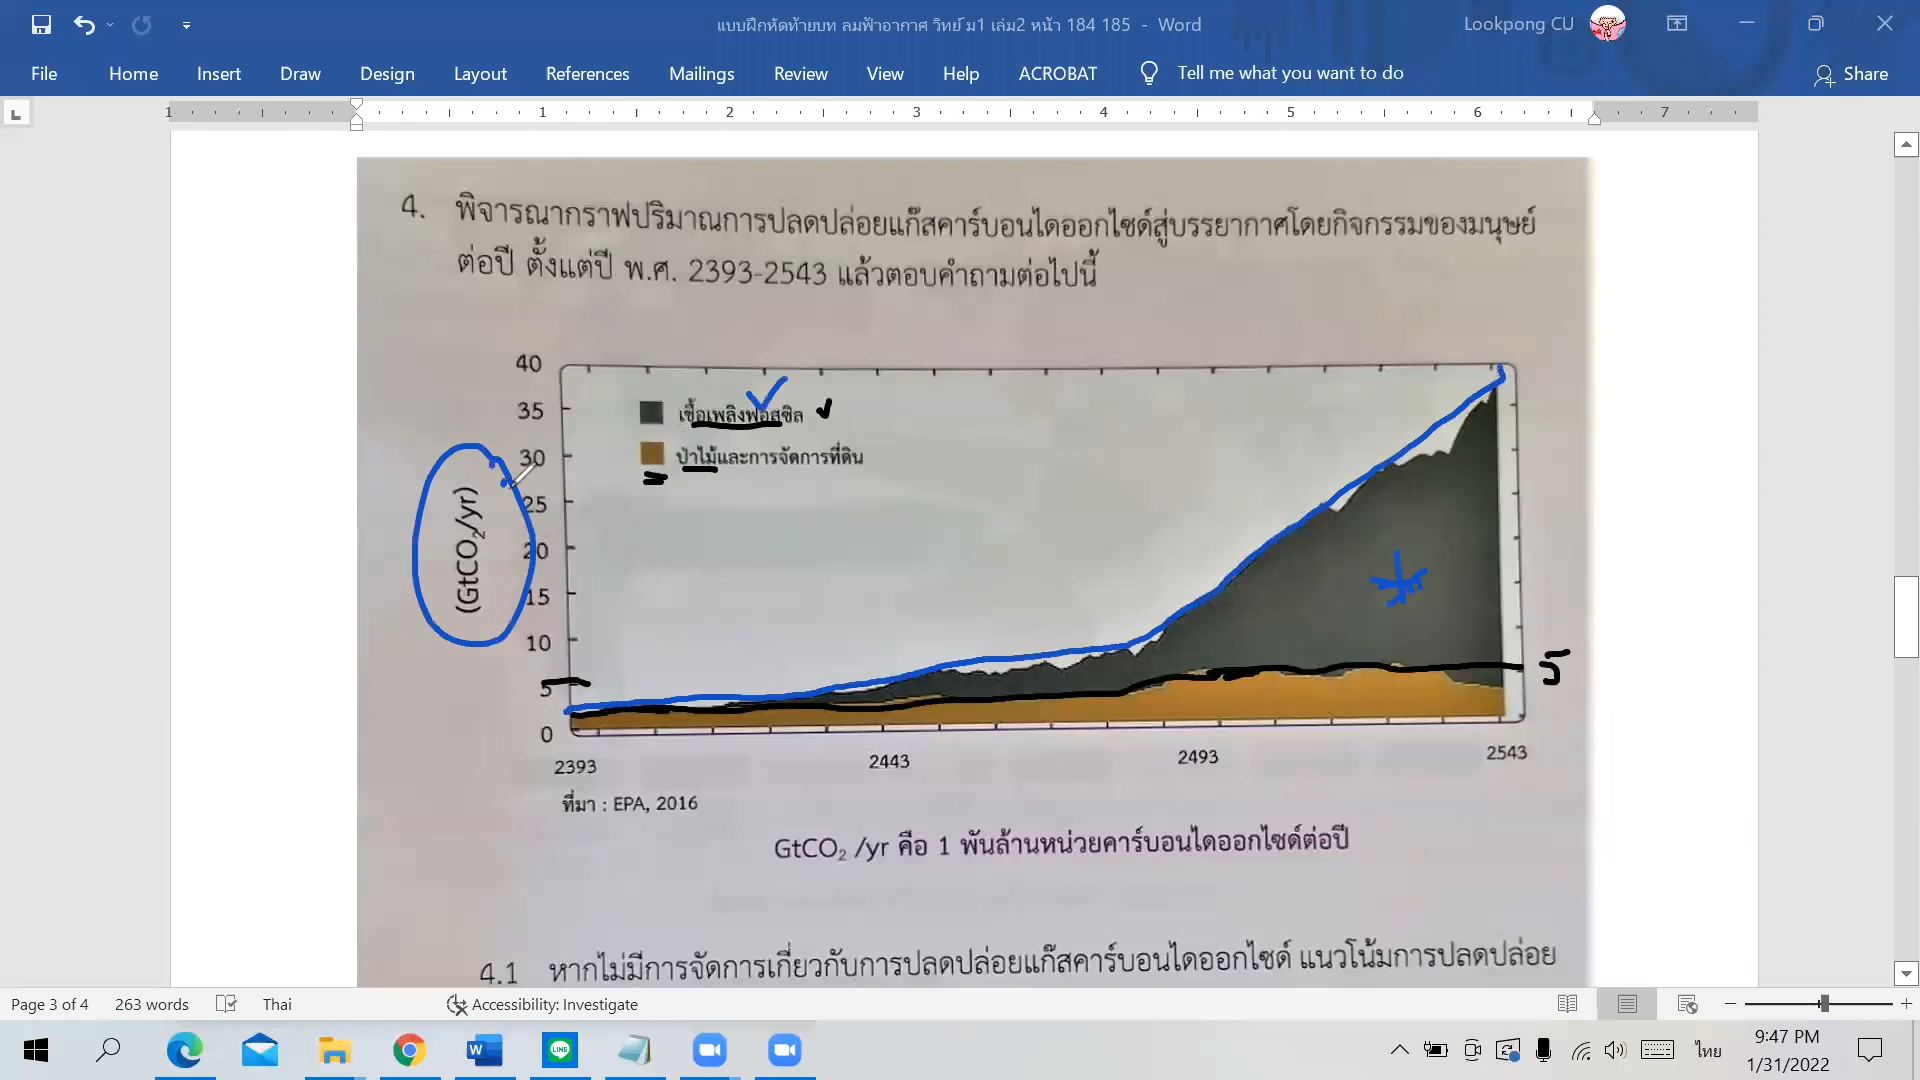 แบบฝึกหัดท้ายบท ลมฟ้าอากาศ วิทย์ ม1 เล่ม2 หน้า 184 185 - Word
Lookpong CU
File Home Insert Draw Design Layout References Mailings Review View Help ACROBAT Tell me what you want to do Share
1 1 2 3 4 5 6 7
4. พิจารณากราฟปริมาณการปลดปล่อยแก๊สคาร์บอนไดออกไซด์สู่บรรยากาศโดยกิจกรรมของมนุษย์
ต่อปี ตั้งแต่ปี พ.ศ. 2393-2543 แล้วตอบคำถามต่อไปนี้
(GtCO₂/yr)
40
35
30
25
20
15
10
5
0
เชื้อเพลิงฟอสซิล
ป่าไม้และการจัดการที่ดิน
5
2393 2443 2493 2543
ที่มา : EPA, 2016
GtCO₂ /yr คือ 1 พันล้านหน่วยคาร์บอนไดออกไซด์ต่อปี
4.1 หากไม่มีการจัดการเกี่ยวกับการปลดปล่อยแก๊สคาร์บอนไดออกไซด์ แนวโน้มการปลดปล่อย
Page 3 of 4 263 words Thai Accessibility: Investigate
ไทย
9:47 PM
1/31/2022